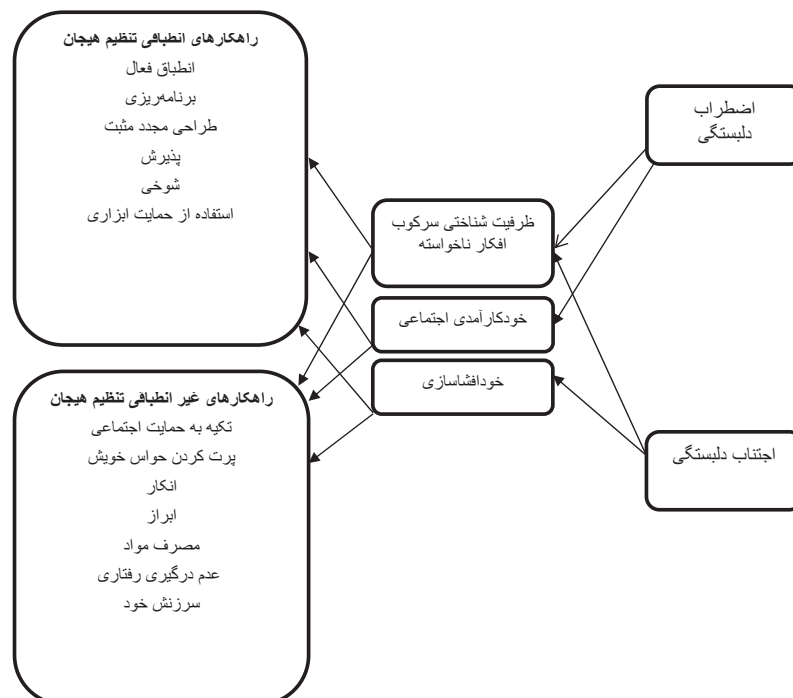 اضطراب
دلبستگی
اجتناب دلبستگی
ظرفیت شناختی سرکوب
افکار ناخواسته
خودکارآمدی اجتماعی
خودافشاسازی
راهکارهای انطباقی تنظیم هیجان
انطباق فعال
برنامه‌ریزی
طراحی مجدد مثبت
پذیرش
شوخی
استفاده از حمایت ابزاری
راهکارهای غیر انطباقی تنظیم هیجان
تکیه به حمایت اجتماعی
پرت کردن حواس خویش
انکار
ابراز
مصرف مواد
عدم درگیری رفتاری
سرزنش خود